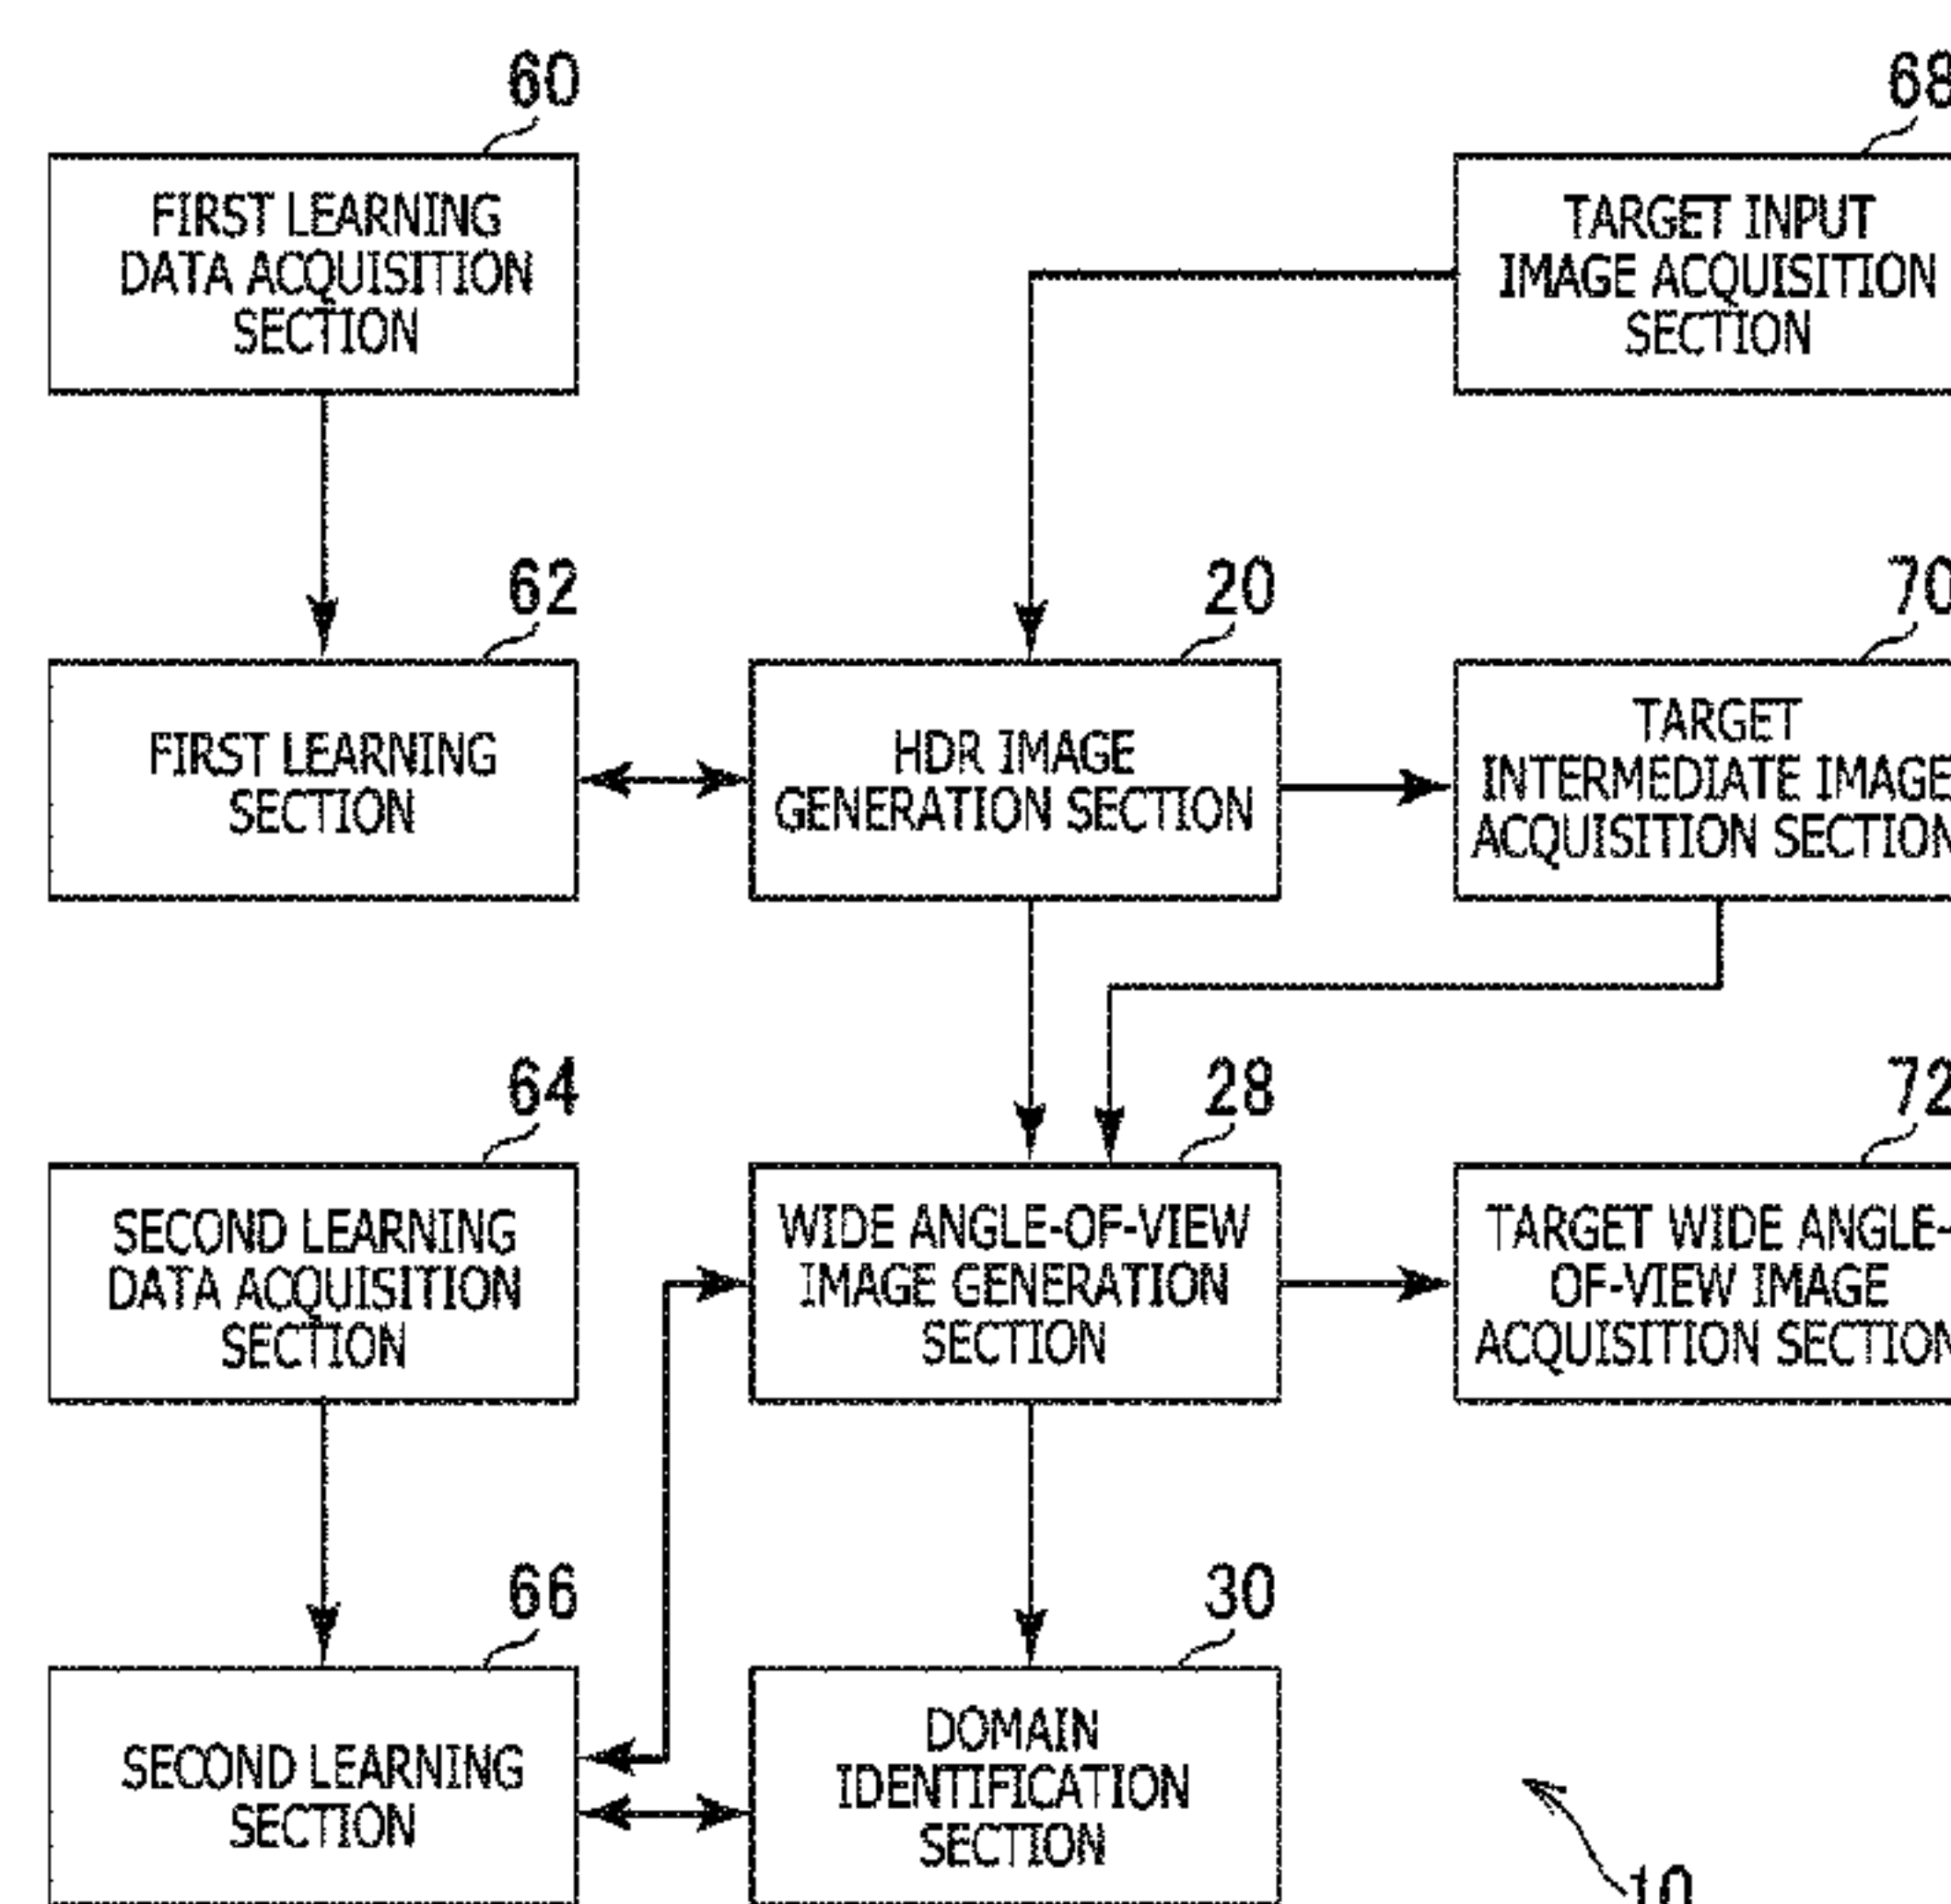 60
FIRST LEARNING
DATA ACQUISITION
SECTION
68
TARGET INPUT
IMAGE ACQUISITION
SECTION
62
FIRST LEARNING
SECTION
20
HDR IMAGE
GENERATION SECTION
70
TARGET
INTERMEDIATE IMAGE
ACQUISITION SECTION
64
SECOND LEARNING
DATA ACQUISITION
SECTION
28
WIDE ANGLE-OF-VIEW
IMAGE GENERATION
SECTION
72
TARGET WIDE ANGLE-
OF-VIEW IMAGE
ACQUISITION SECTION
66
SECOND LEARNING
SECTION
30
DOMAIN
IDENTIFICATION
SECTION
10